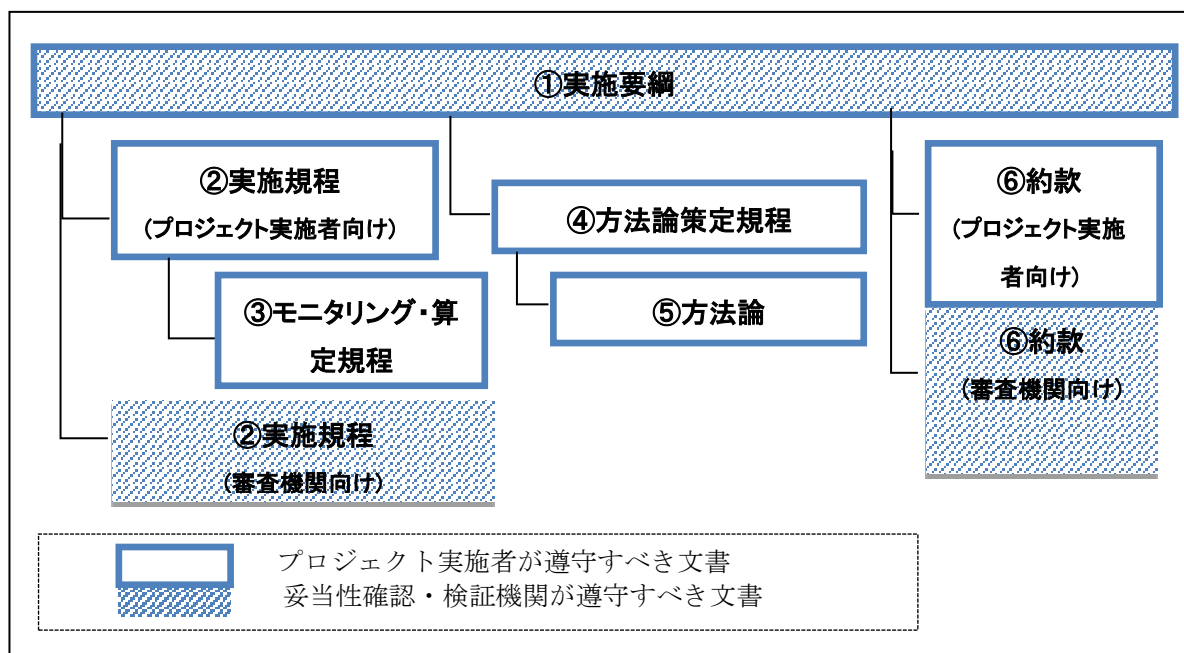 ①実施要綱
②実施規程
(プロジェクト実施者向け)
③モニタリング・算
定規程
②実施規程
(審査機関向け)
④方法論策定規程
⑤方法論
⑥約款
(プロジェクト実施
者向け)
⑥約款
(審査機関向け)
プロジェクト実施者が遵守すべき文書
妥当性確認・検証機関が遵守すべき文書